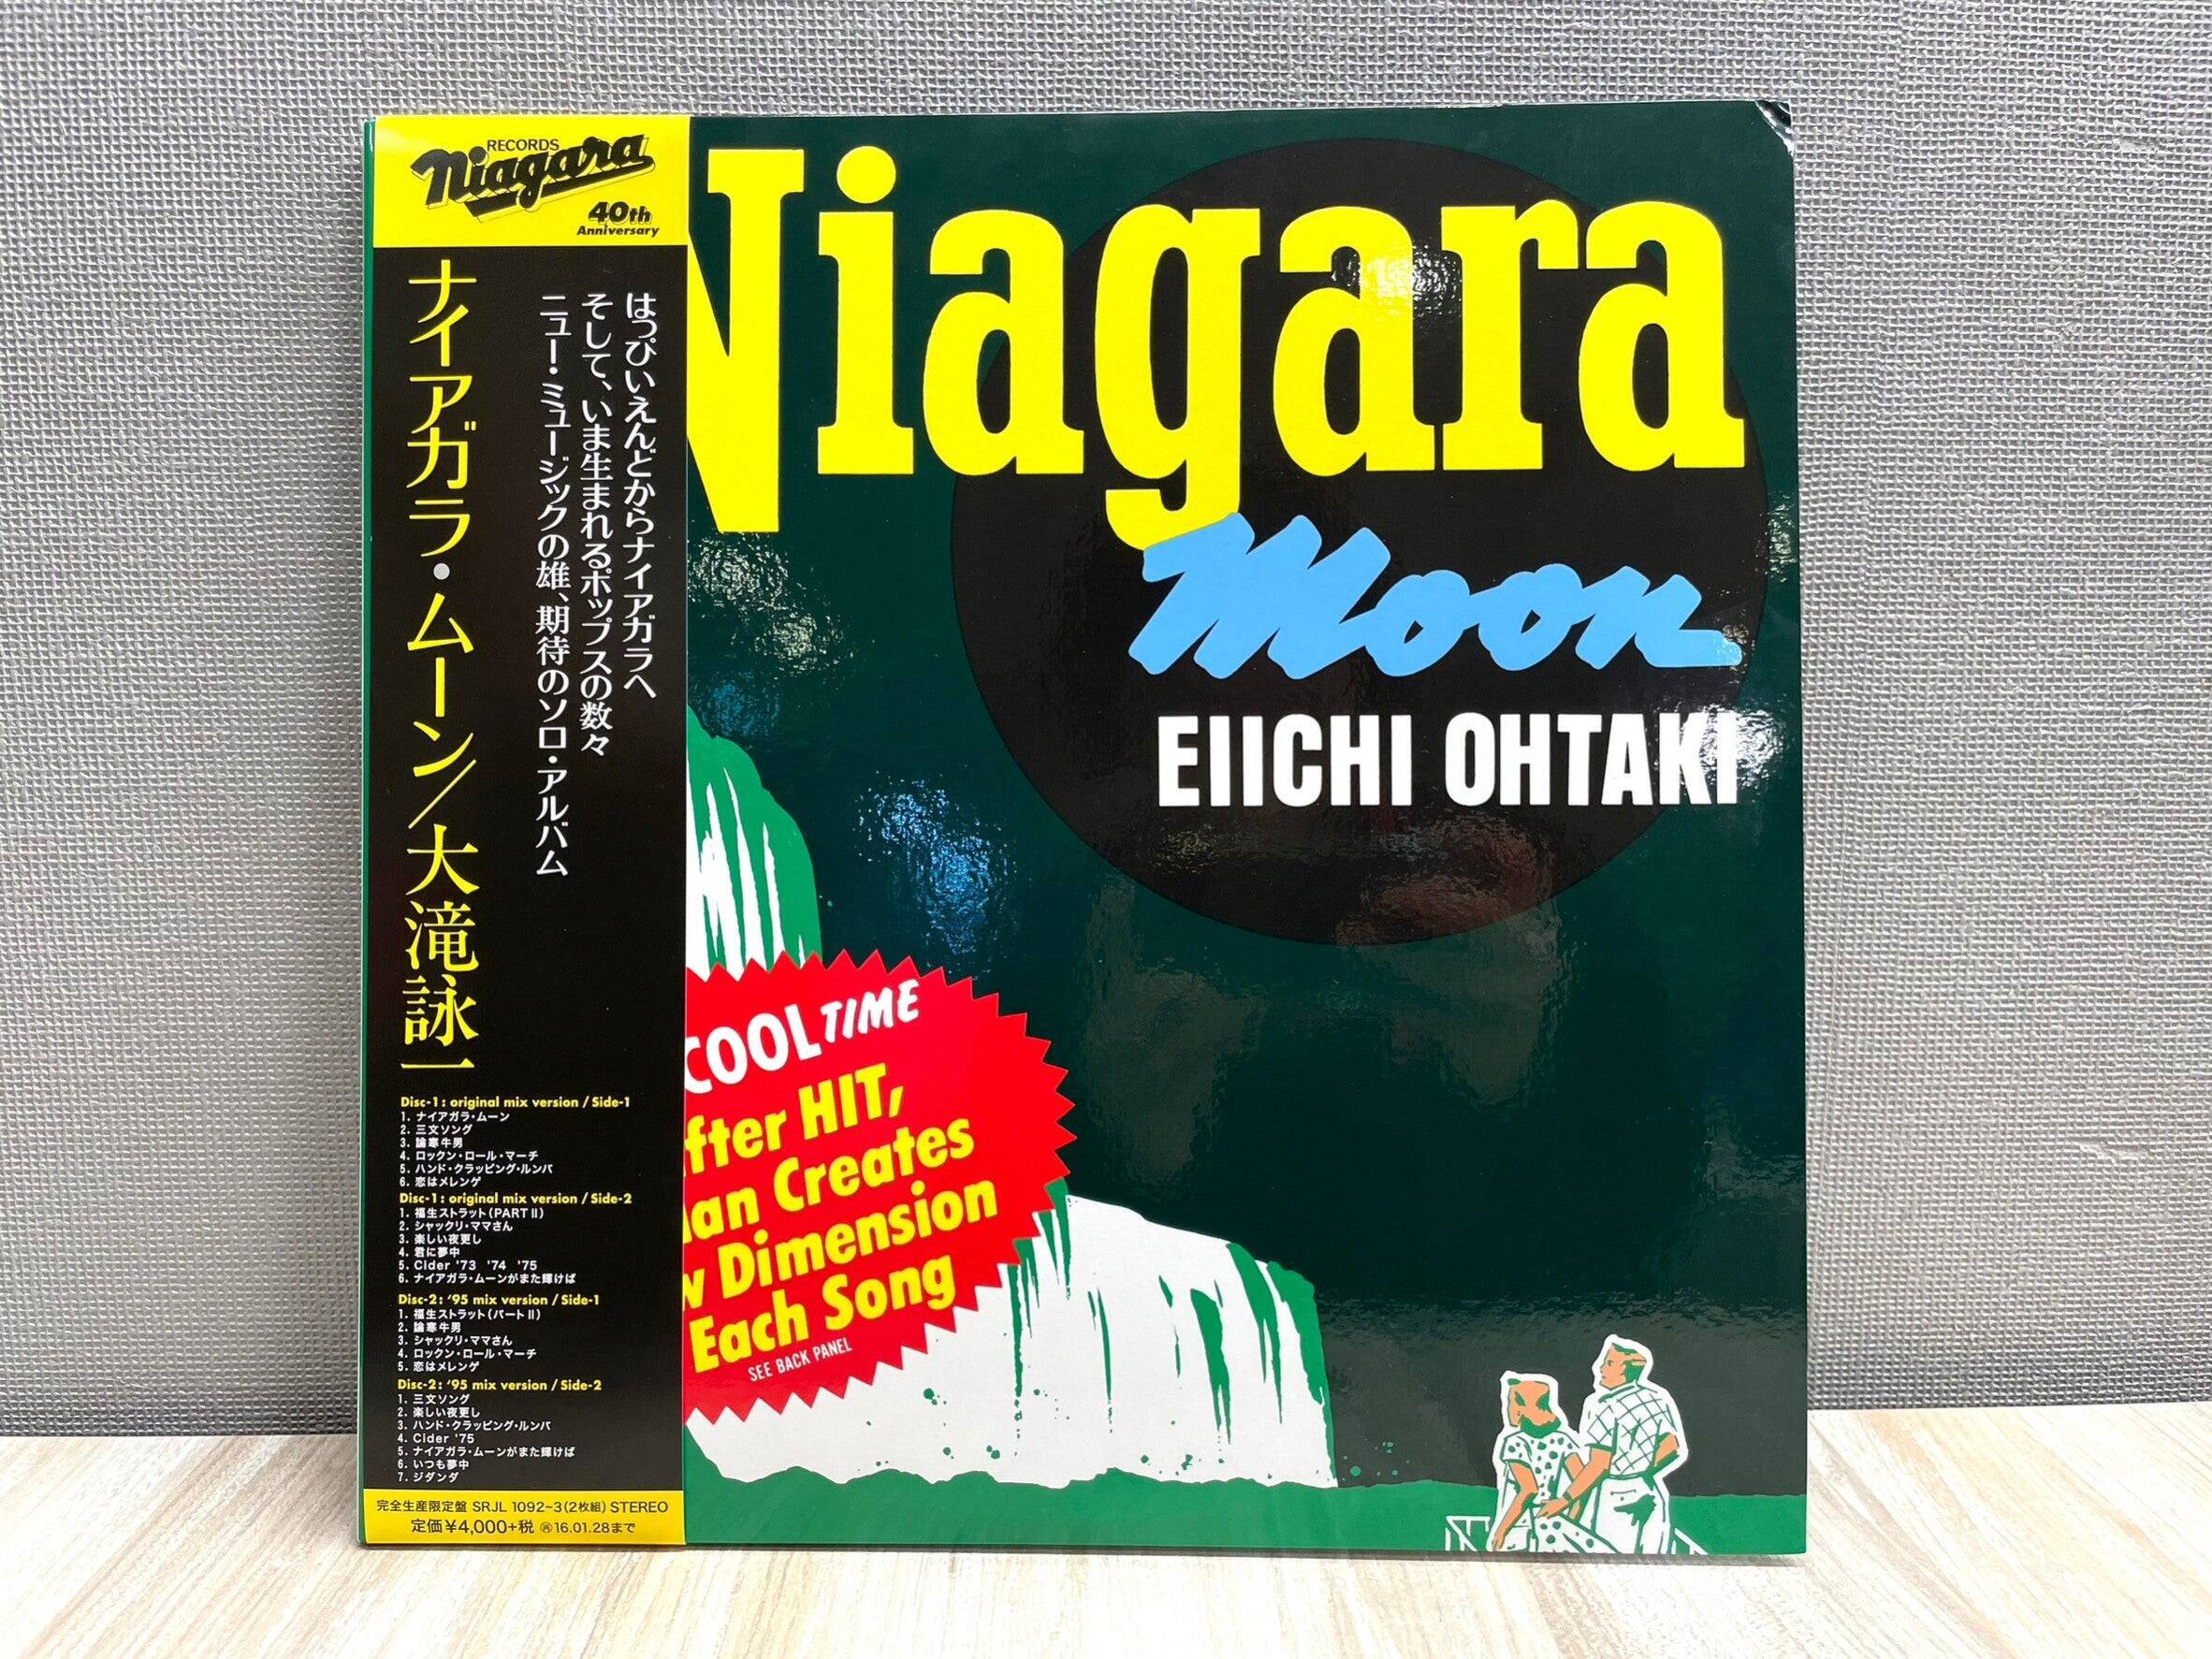 RECORDS
Niagara
40th
Anniversary
はっぴいえんどからナイアガラへ
そして、いま生まれるポップスの数々
ニュー・ミュージックの雄、期待のソロ・アルバム
ナイアガラ・ムーン/大滝詠一
Disc-1 : original mix version / Side-1
1. ナイアガラ・ムーン
2. 三文ソング
3. 論寒牛男
4. ロックン・ロール・マーチ
5. ハンド・クラッピング・ルンバ
6. 恋はメレンゲ
Disc-1 : original mix version / Side-2
1. 福生ストラット(PART II)
2. シャックリ・ママさん
3. 楽しい夜更し
4. 君に夢中
5. Cider '73 '74 '75
6. ナイアガラ・ムーンがまた輝けば
Disc-2 : '95 mix version / Side-1
1. 福生ストラット(パート II)
2. 論寒牛男
3. シャックリ・ママさん
4. ロックン・ロール・マーチ
5. 恋はメレンゲ
Disc-2 : '95 mix version / Side-2
1. 三文ソング
2. 楽しい夜更し
3. ハンド・クラッピング・ルンバ
4. Cider '75
5. ナイアガラ・ムーンがまた輝けば
6. いつも夢中
7. ジダンダ
完全生産限定盤 SRJL 1092~3(2枚組) STEREO
定価¥4,000+税 ㋐16.01.28まで
Niagara
moon
EIICHI OHTAKI
COOL TIME
fter HIT,
an Creates
w Dimension
Each Song
SEE BACK PANEL